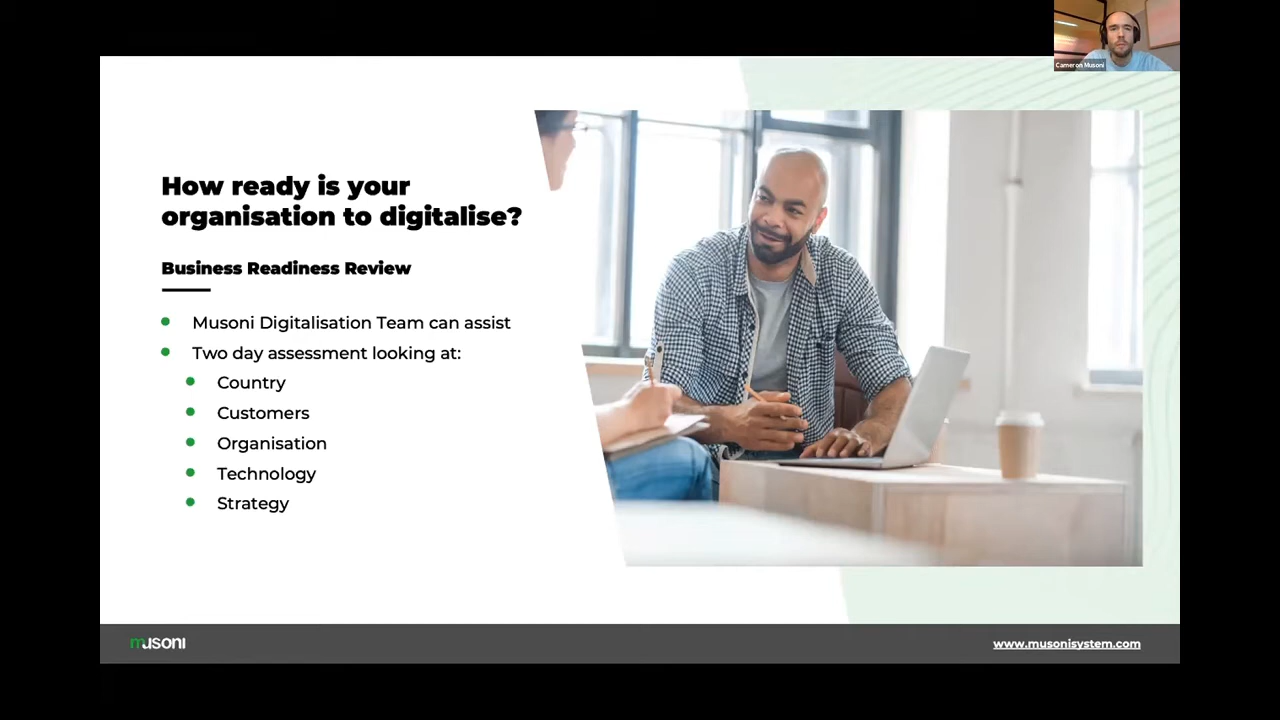 Cameron Musoni
How ready is your
organisation to digitalise?
Business Readiness Review
Musoni Digitalisation Team can assist
Two day assessment looking at:
Country
Customers
Organisation
Technology
Strategy
musoni
www.musonisystem.com